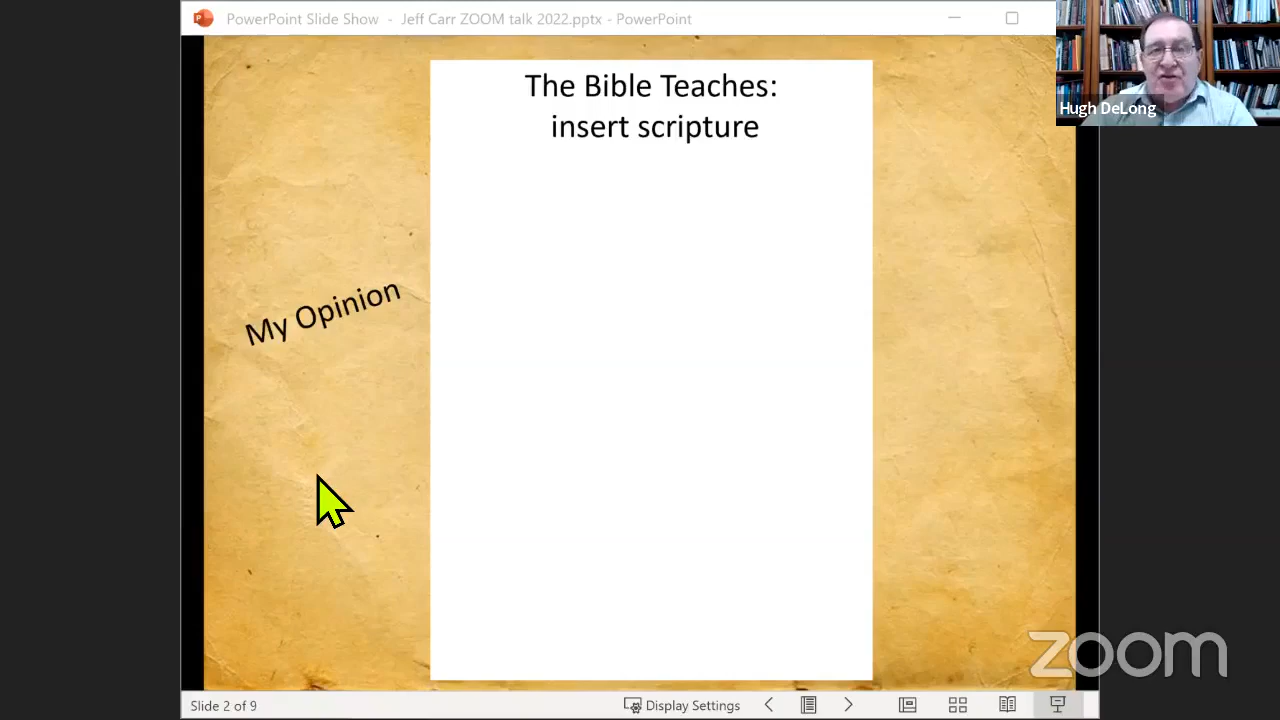 PowerPoint Slide Show - Jeff Carr ZOOM talk 2022.pptx - PowerPoint
Hugh DeLong
The Bible Teaches:
insert scripture
My Opinion
zoom
Slide 2 of 9
Display Settings